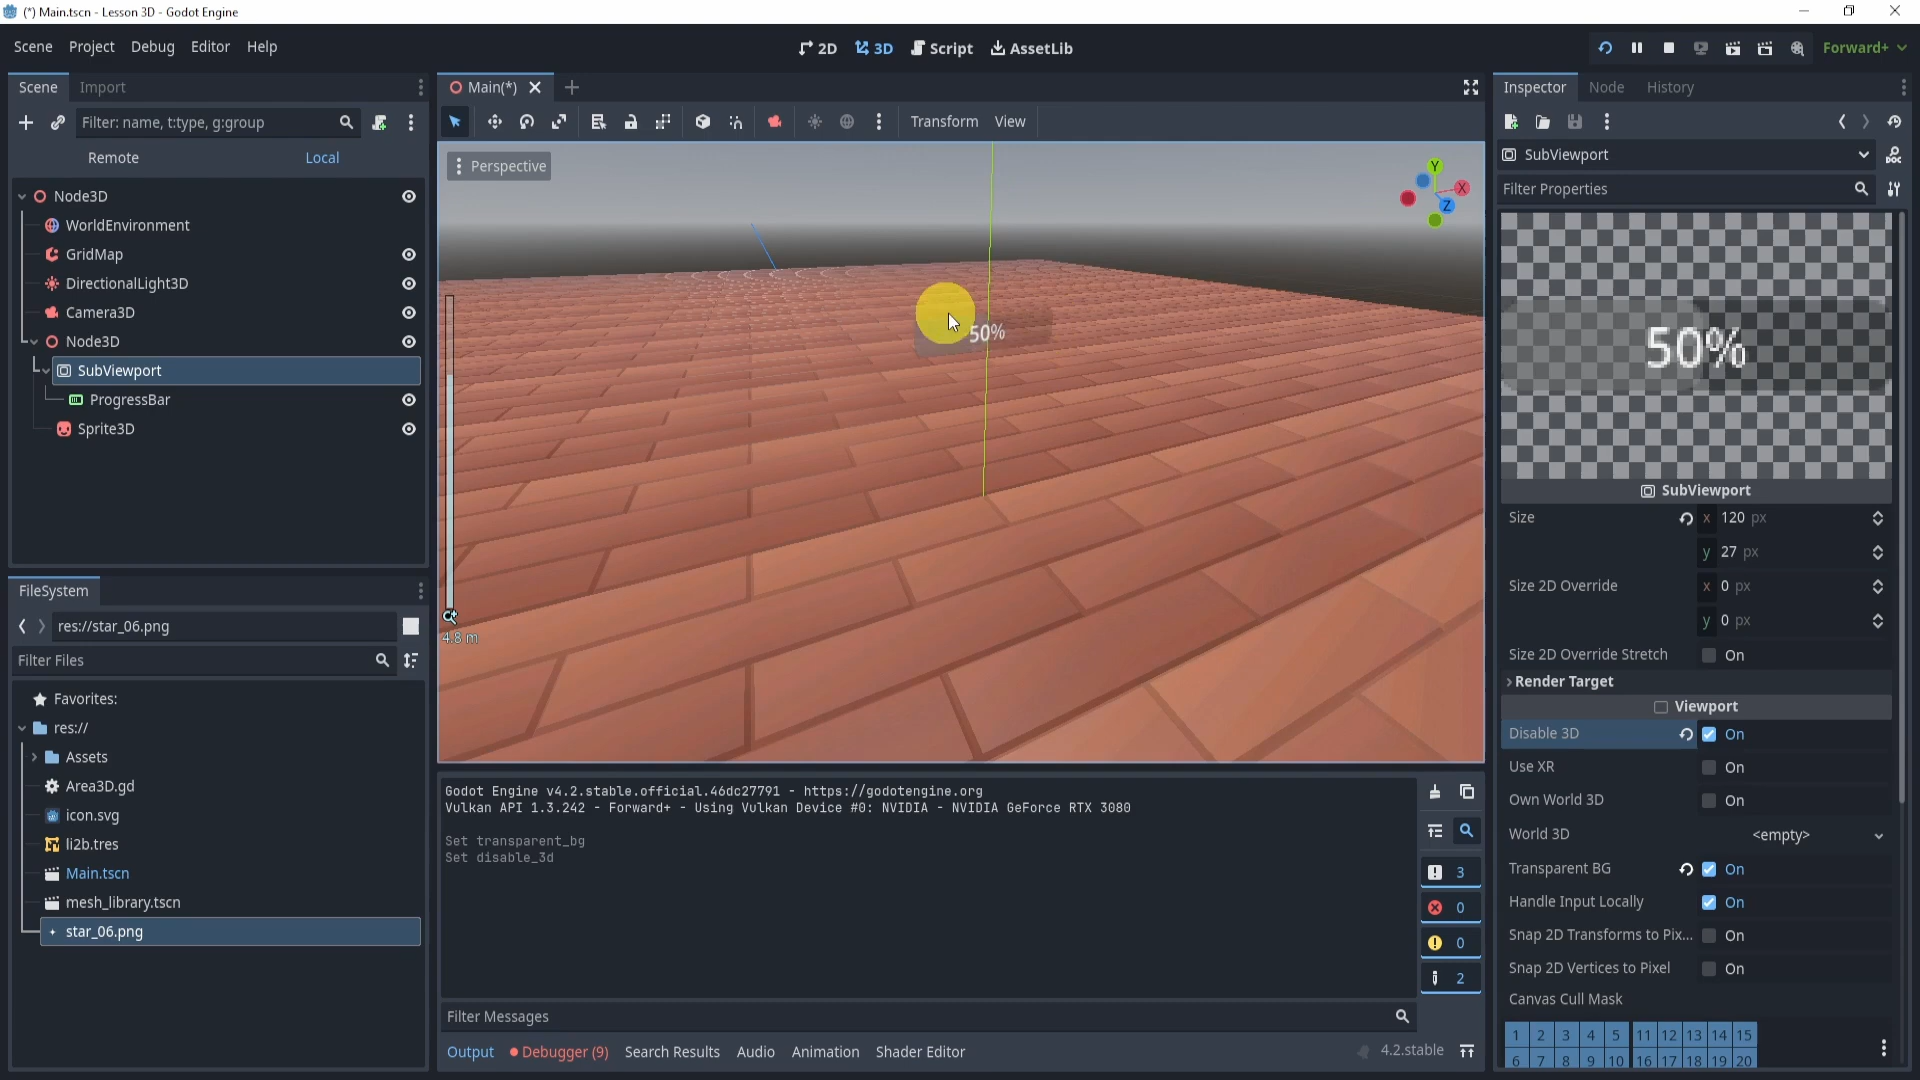 (*) Main.tscn - Lesson 3D - Godot Engine
Scene Project Debug Editor Help
2D 3D Script AssetLib
Forward+
Scene Import
Filter: name, t:type, g:group
Remote Local
Node3D
WorldEnvironment
GridMap
DirectionalLight3D
Camera3D
Node3D
SubViewport
ProgressBar
Sprite3D
FileSystem
res://star_06.png
Filter Files
Favorites:
res://
Assets
Area3D.gd
icon.svg
li2b.tres
Main.tscn
mesh_library.tscn
star_06.png
Main(*)
Transform View
Perspective
Y
X
Z
50%
4.8 m
Godot Engine v4.2.stable.official.46dc27791 - https://godotengine.org
Vulkan API 1.3.242 - Forward+ - Using Vulkan Device #0: NVIDIA - NVIDIA GeForce RTX 3080
Set transparent_bg
Set disable_3d
3
0
0
2
Filter Messages
Output Debugger (9) Search Results Audio Animation Shader Editor
4.2.stable
Inspector Node History
SubViewport
DOC
Filter Properties
50%
SubViewport
Size x 120 px
y 27 px
Size 2D Override x 0 px
y 0 px
Size 2D Override Stretch On
Render Target
Viewport
Disable 3D On
Use XR On
Own World 3D On
World 3D <empty>
Transparent BG On
Handle Input Locally On
Snap 2D Transforms to Pix... On
Snap 2D Vertices to Pixel On
Canvas Cull Mask
1 2 3 4 5 11 12 13 14 15
6 7 8 9 10 16 17 18 19 20